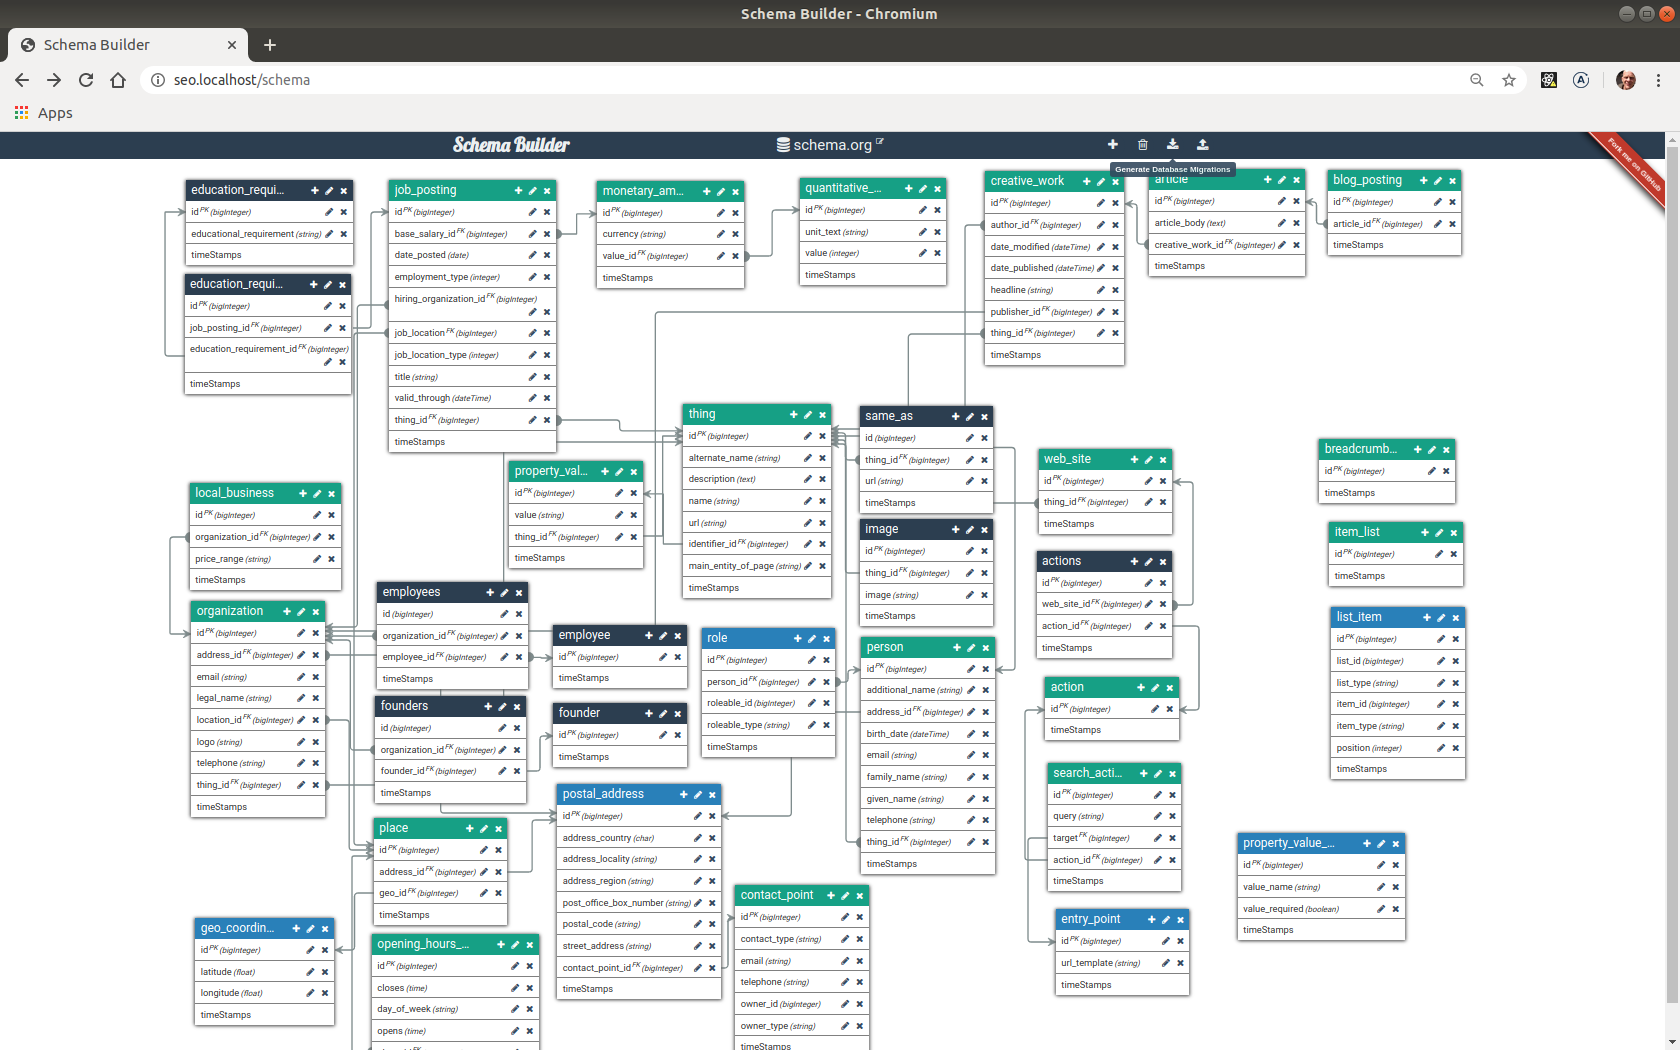 Schema Builder - Chromium
Schema Builder
seo.localhost/schema
Apps
Schema Builder
schema.org
Generate Database Migrations
Fork me on GitHub
education_requi...
id PK (bigInteger)
educational_requirement (string)
timeStamps
education_requi...
id PK (bigInteger)
job_posting_id FK (bigInteger)
education_requirement_id FK (bigInteger)
timeStamps
job_posting
id PK (bigInteger)
base_salary_id FK (bigInteger)
date_posted (date)
employment_type (integer)
hiring_organization_id FK (bigInteger)
job_location FK (bigInteger)
job_location_type (integer)
title (string)
valid_through (dateTime)
thing_id FK (bigInteger)
timeStamps
monetary_am...
id PK (bigInteger)
currency (string)
value_id FK (bigInteger)
timeStamps
quantitative_...
id PK (bigInteger)
unit_text (string)
value (integer)
timeStamps
creative_work
id PK (bigInteger)
author_id FK (bigInteger)
date_modified (dateTime)
date_published (dateTime)
headline (string)
publisher_id FK (bigInteger)
thing_id FK (bigInteger)
timeStamps
article
id PK (bigInteger)
article_body (text)
creative_work_id FK (bigInteger)
timeStamps
blog_posting
id PK (bigInteger)
article_id FK (bigInteger)
timeStamps
thing
id PK (bigInteger)
alternate_name (string)
description (text)
name (string)
url (string)
identifier_id FK (bigInteger)
main_entity_of_page (string)
timeStamps
same_as
id (bigInteger)
thing_id FK (bigInteger)
url (string)
timeStamps
web_site
id PK (bigInteger)
thing_id FK (bigInteger)
timeStamps
breadcrumb...
id PK (bigInteger)
timeStamps
property_val...
id PK (bigInteger)
value (string)
thing_id FK (bigInteger)
timeStamps
local_business
id PK (bigInteger)
organization_id FK (bigInteger)
price_range (string)
timeStamps
image
id PK (bigInteger)
thing_id FK (bigInteger)
image (string)
timeStamps
item_list
id PK (bigInteger)
timeStamps
actions
id PK (bigInteger)
web_site_id FK (bigInteger)
action_id FK (bigInteger)
timeStamps
organization
id PK (bigInteger)
address_id FK (bigInteger)
email (string)
legal_name (string)
location_id FK (bigInteger)
logo (string)
telephone (string)
thing_id FK (bigInteger)
timeStamps
employees
id (bigInteger)
organization_id FK (bigInteger)
employee_id FK (bigInteger)
timeStamps
employee
id PK (bigInteger)
timeStamps
role
id PK (bigInteger)
person_id FK (bigInteger)
roleable_id (bigInteger)
roleable_type (string)
timeStamps
person
id PK (bigInteger)
additional_name (string)
address_id FK (bigInteger)
birth_date (dateTime)
email (string)
family_name (string)
given_name (string)
telephone (string)
thing_id FK (bigInteger)
timeStamps
list_item
id PK (bigInteger)
list_id (bigInteger)
list_type (string)
item_id (bigInteger)
item_type (string)
position (integer)
timeStamps
action
id PK (bigInteger)
timeStamps
founders
id (bigInteger)
organization_id FK (bigInteger)
founder_id FK (bigInteger)
timeStamps
founder
id PK (bigInteger)
timeStamps
search_acti...
id PK (bigInteger)
query (string)
target FK (bigInteger)
action_id FK (bigInteger)
timeStamps
postal_address
id PK (bigInteger)
address_country (char)
address_locality (string)
address_region (string)
post_office_box_number (string)
postal_code (string)
street_address (string)
contact_point_id FK (bigInteger)
timeStamps
place
id PK (bigInteger)
address_id FK (bigInteger)
geo_id FK (bigInteger)
timeStamps
property_value_...
id PK (bigInteger)
value_name (string)
value_required (boolean)
timeStamps
contact_point
id PK (bigInteger)
contact_type (string)
email (string)
telephone (string)
owner_id (bigInteger)
owner_type (string)
timeStamps
entry_point
id PK (bigInteger)
url_template (string)
timeStamps
geo_coordin...
id PK (bigInteger)
latitude (float)
longitude (float)
timeStamps
opening_hours_...
id PK (bigInteger)
closes (time)
day_of_week (string)
opens (time)